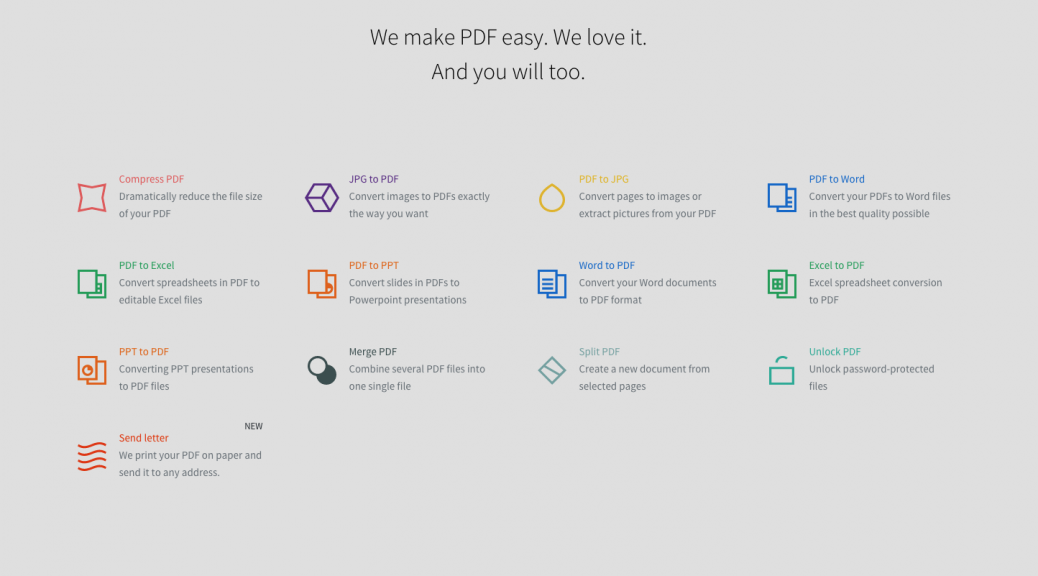 We make PDF easy. We love it.
And you will too.
Compress PDF
Dramatically reduce the file size
of your PDF
JPG to PDF
Convert images to PDFs exactly
the way you want
PDF to JPG
Convert pages to images or
extract pictures from your PDF
PDF to Word
Convert your PDFs to Word files
in the best quality possible
PDF to Excel
Convert spreadsheets in PDF to
editable Excel files
PDF to PPT
Convert slides in PDFs to
Powerpoint presentations
Word to PDF
Convert your Word documents
to PDF format
Excel to PDF
Excel spreadsheet conversion
to PDF
PPT to PDF
Converting PPT presentations
to PDF files
Merge PDF
Combine several PDF files into
one single file
Split PDF
Create a new document from
selected pages
Unlock PDF
Unlock password-protected
files
NEW
Send letter
We print your PDF on paper and
send it to any address.